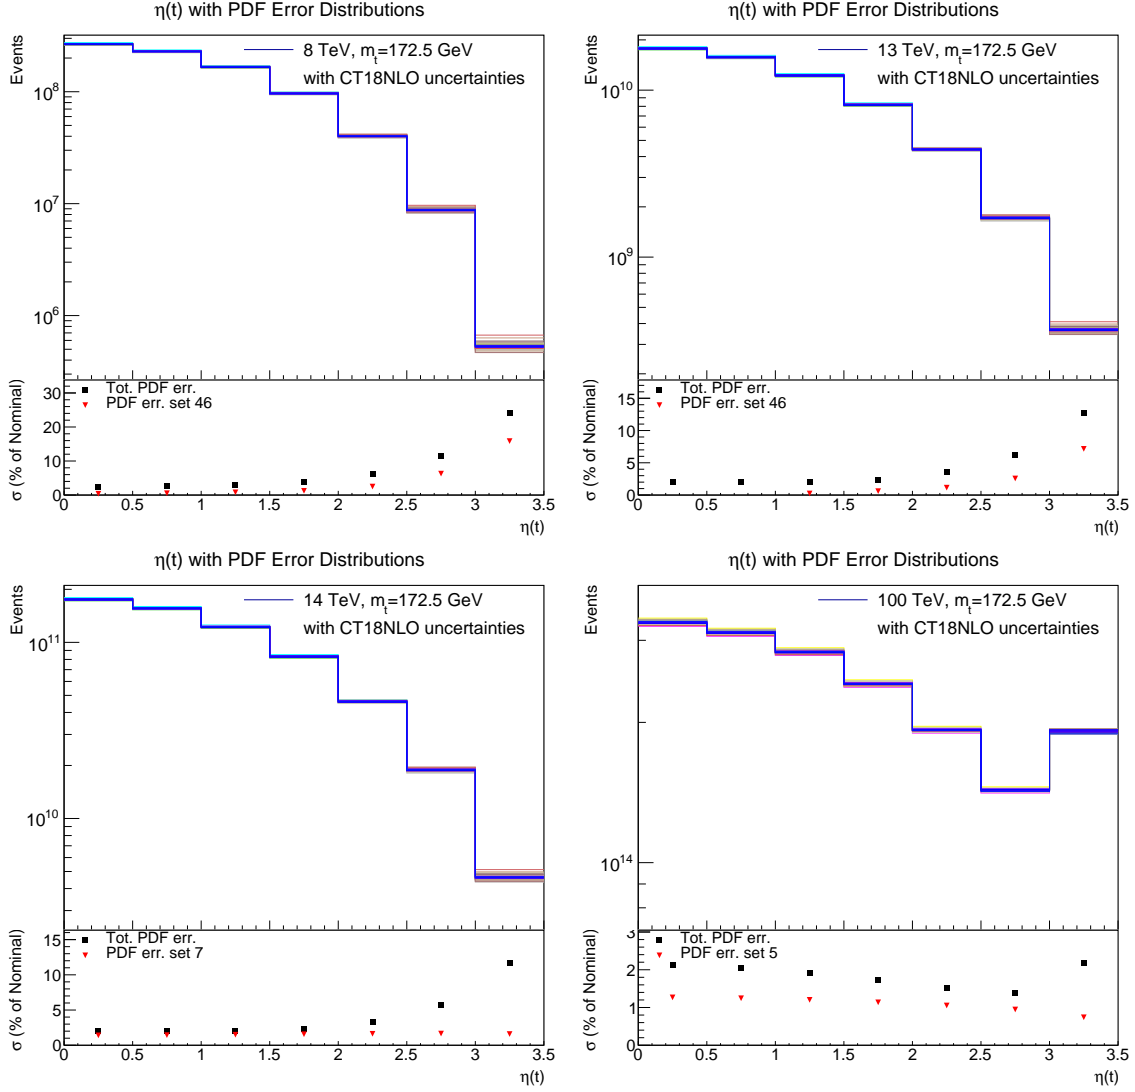 η(t) with PDF Error Distributions
Events
8 TeV, m_t=172.5 GeV
with CT18NLO uncertainties
10^8
10^7
10^6
σ (% of Nominal)
Tot. PDF err.
PDF err. set 46
30
20
10
0
0 0.5 1 1.5 2 2.5 3 3.5
η(t)
η(t) with PDF Error Distributions
Events
13 TeV, m_t=172.5 GeV
with CT18NLO uncertainties
10^10
10^9
σ (% of Nominal)
Tot. PDF err.
PDF err. set 46
15
10
5
0
0 0.5 1 1.5 2 2.5 3 3.5
η(t)
η(t) with PDF Error Distributions
Events
14 TeV, m_t=172.5 GeV
with CT18NLO uncertainties
10^11
10^10
σ (% of Nominal)
Tot. PDF err.
PDF err. set 7
15
10
5
0
0 0.5 1 1.5 2 2.5 3 3.5
η(t)
η(t) with PDF Error Distributions
Events
100 TeV, m_t=172.5 GeV
with CT18NLO uncertainties
10^14
σ (% of Nominal)
Tot. PDF err.
PDF err. set 5
3
2
1
0
0 0.5 1 1.5 2 2.5 3 3.5
η(t)